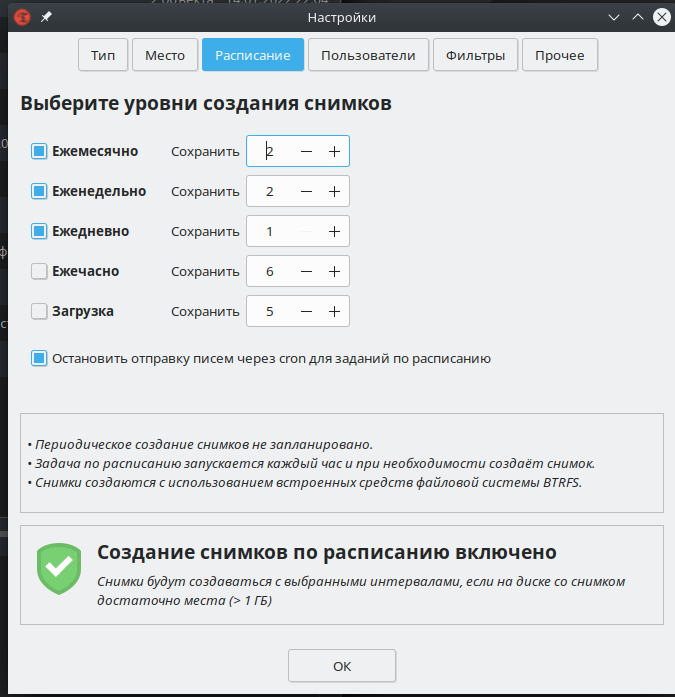 Настройки
Тип
Место
Расписание
Пользователи
Фильтры
Прочее
Выберите уровни создания снимков
Ежемесячно Сохранить 2
Еженедельно Сохранить 2
Ежедневно Сохранить 1
Ежечасно Сохранить 6
Загрузка Сохранить 5
Остановить отправку писем через cron для заданий по расписанию
• Периодическое создание снимков не запланировано.
• Задача по расписанию запускается каждый час и при необходимости создаёт снимок.
• Снимки создаются с использованием встроенных средств файловой системы BTRFS.
Создание снимков по расписанию включено
Снимки будут создаваться с выбранными интервалами, если на диске со снимком
достаточно места (> 1 ГБ)
ОК